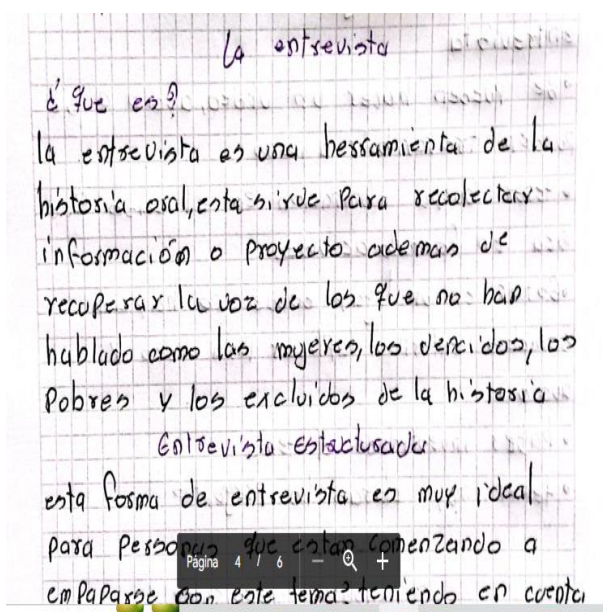 La entrevista
¿Que es?
la entrevista es una herramienta de la
historia oral, esta sirve para recolectar
información o proyecto ademas de
recuperar la voz de los que no han
hablado como las mujeres, los vencidos, los
Pobres y los excluidos de la historia
Entrevista estructurada
esta forma de entrevista es muy ideal
para personas que estan comenzando a
Página 4 / 6
empaparse con este tema teniendo en cuenta